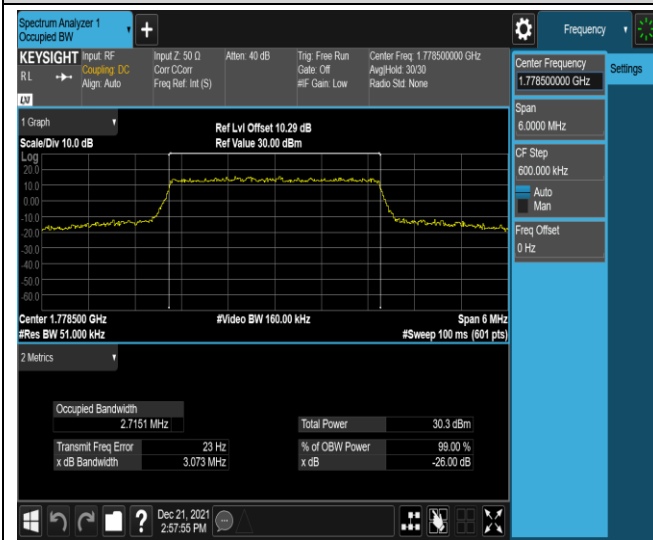 Spectrum Analyzer 1
Occupied BW
+
Frequency
KEYSIGHT
RL
LXI
Input: RF
Coupling: DC
Align: Auto
Input Z: 50 Ω
Corr CCorr
Freq Ref: Int (S)
Atten: 40 dB
Trig: Free Run
Gate: Off
#IF Gain: Low
Center Freq: 1.778500000 GHz
Avg|Hold: 30/30
Radio Std: None
Center Frequency
1.778500000 GHz
Settings
Span
6.0000 MHz
CF Step
600.000 kHz
Auto
Man
Freq Offset
0 Hz
1 Graph
Scale/Div 10.0 dB
Ref Lvl Offset 10.29 dB
Ref Value 30.00 dBm
Log
20.0
10.0
0.00
-10.0
-20.0
-30.0
-40.0
-50.0
-60.0
Center 1.778500 GHz
#Video BW 160.00 kHz
Span 6 MHz
#Res BW 51.000 kHz
#Sweep 100 ms (601 pts)
2 Metrics
Occupied Bandwidth
2.7151 MHz
Total Power 30.3 dBm
Transmit Freq Error 23 Hz
% of OBW Power 99.00 %
x dB Bandwidth 3.073 MHz
x dB -26.00 dB
?
Dec 21, 2021
2:57:55 PM